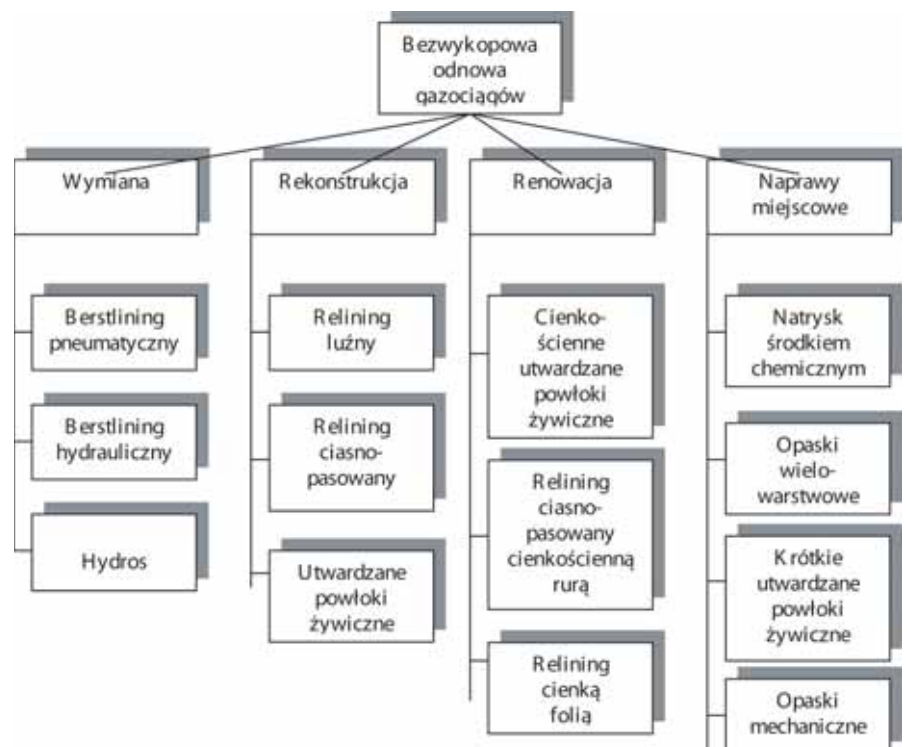 Bezwykopowa
odnowa
gazociągów
Wymiana
Berstlining
pneumatyczny
Berstlining
hydrauliczny
Hydros
Rekonstrukcja
Relining
luźny
Relining
ciasno-
pasowany
Utwardzane
powłoki
żywiczne
Renowacja
Cienko-
ścienne
utwardzane
powłoki
żywiczne
Relining
ciasno-
pasowany
cienkościenną
rurą
Relining
cienką
folią
Naprawy
miejscowe
Natrysk
środkiem
chemicznym
Opaski
wielo-
warstwowe
Krótkie
utwardzane
powłoki
żywiczne
Opaski
mechaniczne